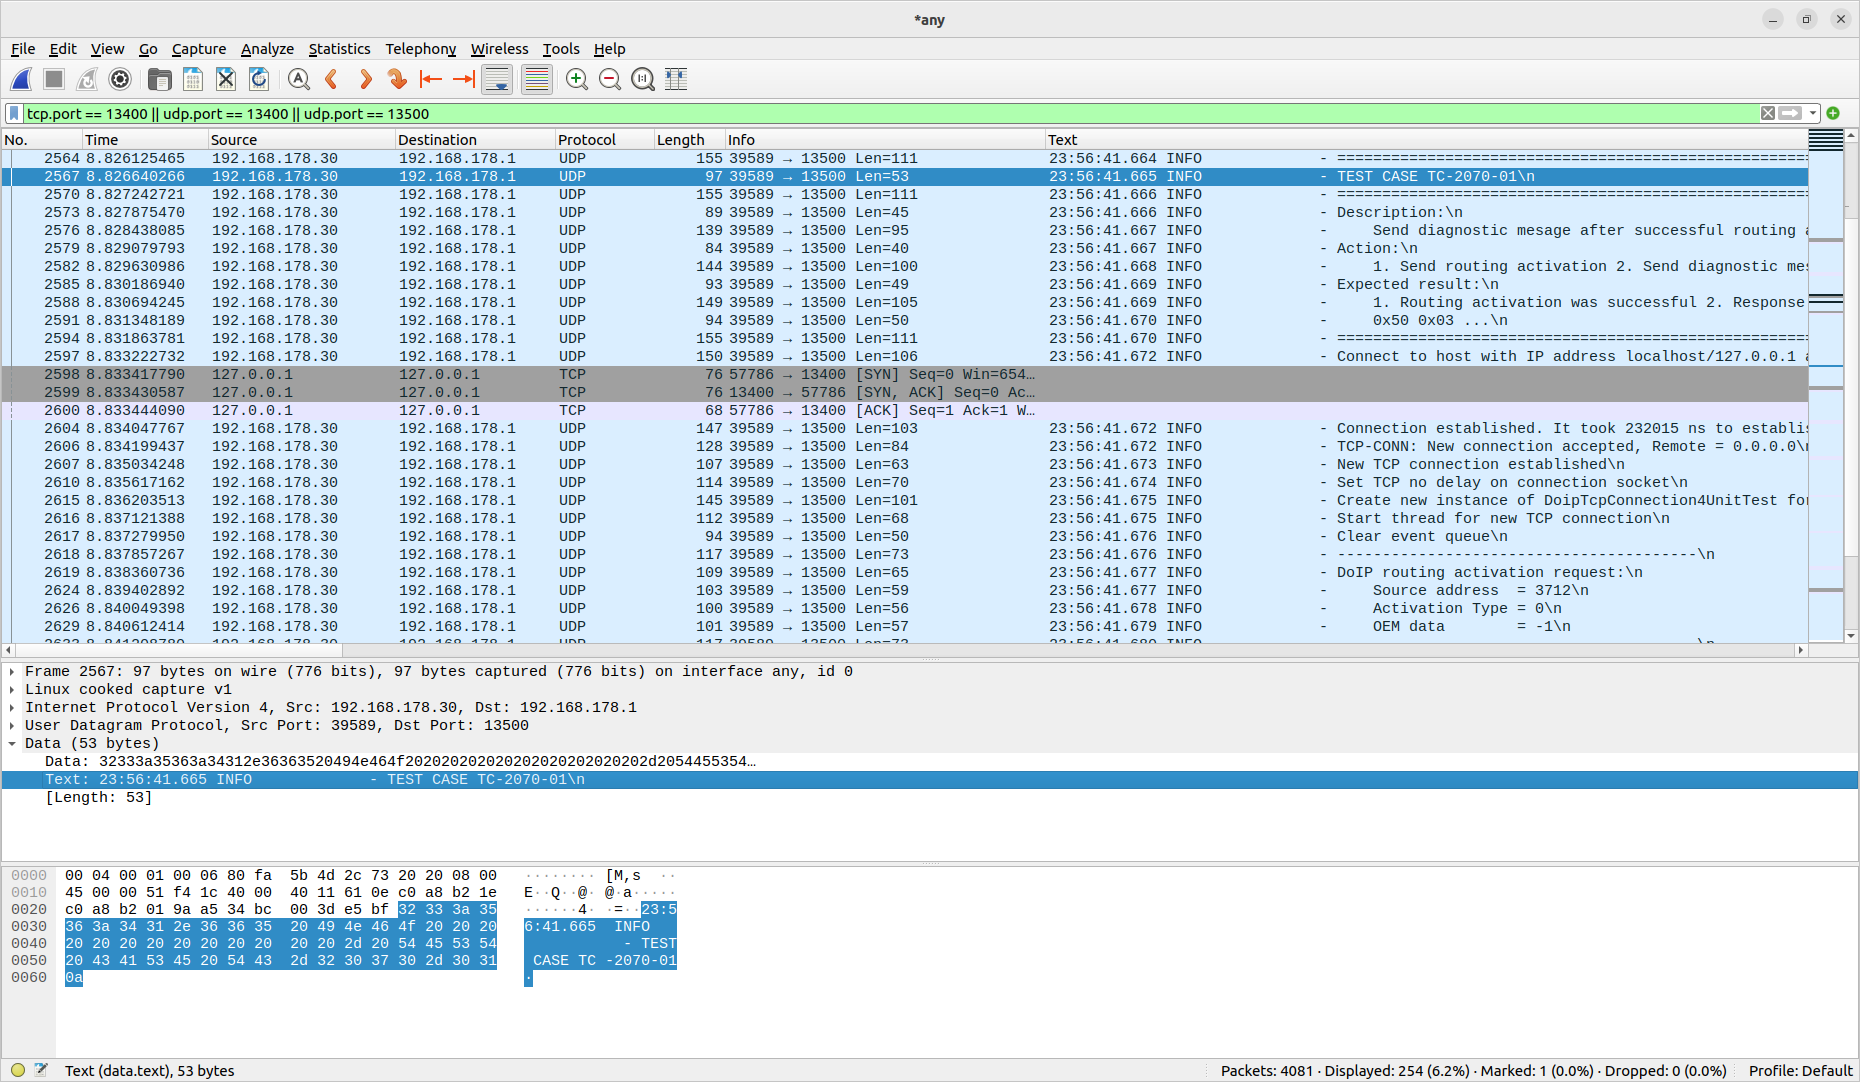 *any
File Edit View Go Capture Analyze Statistics Telephony Wireless Tools Help
tcp.port == 13400 || udp.port == 13400 || udp.port == 13500
No. Time Source Destination Protocol Length Info Text
2564 8.826125465 192.168.178.30 192.168.178.1 UDP 155 39589 → 13500 Len=111 23:56:41.664 INFO - ====================================================
2567 8.826640266 192.168.178.30 192.168.178.1 UDP 97 39589 → 13500 Len=53 23:56:41.665 INFO - TEST CASE TC-2070-01\n
2570 8.827242721 192.168.178.30 192.168.178.1 UDP 155 39589 → 13500 Len=111 23:56:41.666 INFO - ====================================================
2573 8.827875470 192.168.178.30 192.168.178.1 UDP 89 39589 → 13500 Len=45 23:56:41.666 INFO - Description:\n
2576 8.828438085 192.168.178.30 192.168.178.1 UDP 139 39589 → 13500 Len=95 23:56:41.667 INFO - Send diagnostic mesage after successful routing a
2579 8.829079793 192.168.178.30 192.168.178.1 UDP 84 39589 → 13500 Len=40 23:56:41.667 INFO - Action:\n
2582 8.829630986 192.168.178.30 192.168.178.1 UDP 144 39589 → 13500 Len=100 23:56:41.668 INFO - 1. Send routing activation 2. Send diagnostic mes
2585 8.830186940 192.168.178.30 192.168.178.1 UDP 93 39589 → 13500 Len=49 23:56:41.669 INFO - Expected result:\n
2588 8.830694245 192.168.178.30 192.168.178.1 UDP 149 39589 → 13500 Len=105 23:56:41.669 INFO - 1. Routing activation was successful 2. Response
2591 8.831348189 192.168.178.30 192.168.178.1 UDP 94 39589 → 13500 Len=50 23:56:41.670 INFO - 0x50 0x03 ...\n
2594 8.831863781 192.168.178.30 192.168.178.1 UDP 155 39589 → 13500 Len=111 23:56:41.670 INFO - ====================================================
2597 8.833222732 192.168.178.30 192.168.178.1 UDP 150 39589 → 13500 Len=106 23:56:41.672 INFO - Connect to host with IP address localhost/127.0.0.1 a
2598 8.833417790 127.0.0.1 127.0.0.1 TCP 76 57786 → 13400 [SYN] Seq=0 Win=654…
2599 8.833430587 127.0.0.1 127.0.0.1 TCP 76 13400 → 57786 [SYN, ACK] Seq=0 Ac…
2600 8.833444090 127.0.0.1 127.0.0.1 TCP 68 57786 → 13400 [ACK] Seq=1 Ack=1 W…
2604 8.834047767 192.168.178.30 192.168.178.1 UDP 147 39589 → 13500 Len=103 23:56:41.672 INFO - Connection established. It took 232015 ns to establis
2606 8.834199437 192.168.178.30 192.168.178.1 UDP 128 39589 → 13500 Len=84 23:56:41.672 INFO - TCP-CONN: New connection accepted, Remote = 0.0.0.0\n
2607 8.835034248 192.168.178.30 192.168.178.1 UDP 107 39589 → 13500 Len=63 23:56:41.673 INFO - New TCP connection established\n
2610 8.835617162 192.168.178.30 192.168.178.1 UDP 114 39589 → 13500 Len=70 23:56:41.674 INFO - Set TCP no delay on connection socket\n
2615 8.836203513 192.168.178.30 192.168.178.1 UDP 145 39589 → 13500 Len=101 23:56:41.675 INFO - Create new instance of DoipTcpConnection4UnitTest for
2616 8.837121388 192.168.178.30 192.168.178.1 UDP 112 39589 → 13500 Len=68 23:56:41.675 INFO - Start thread for new TCP connection\n
2617 8.837279950 192.168.178.30 192.168.178.1 UDP 94 39589 → 13500 Len=50 23:56:41.676 INFO - Clear event queue\n
2618 8.837857267 192.168.178.30 192.168.178.1 UDP 117 39589 → 13500 Len=73 23:56:41.676 INFO - ----------------------------------------\n
2619 8.838360736 192.168.178.30 192.168.178.1 UDP 109 39589 → 13500 Len=65 23:56:41.677 INFO - DoIP routing activation request:\n
2624 8.839402892 192.168.178.30 192.168.178.1 UDP 103 39589 → 13500 Len=59 23:56:41.677 INFO - Source address = 3712\n
2626 8.840049398 192.168.178.30 192.168.178.1 UDP 100 39589 → 13500 Len=56 23:56:41.678 INFO - Activation Type = 0\n
2629 8.840612414 192.168.178.30 192.168.178.1 UDP 101 39589 → 13500 Len=57 23:56:41.679 INFO - OEM data = -1\n
2633 8.841208780 192.168.178.30 192.168.178.1 UDP 117 39589 → 13500 Len=73 23:56:41.680 INFO
Frame 2567: 97 bytes on wire (776 bits), 97 bytes captured (776 bits) on interface any, id 0
Linux cooked capture v1
Internet Protocol Version 4, Src: 192.168.178.30, Dst: 192.168.178.1
User Datagram Protocol, Src Port: 39589, Dst Port: 13500
Data (53 bytes)
Data: 32333a35363a34312e36363520494e464f20202020202020202020202020202d2054455354…
Text: 23:56:41.665 INFO - TEST CASE TC-2070-01\n
[Length: 53]
0000 00 04 00 01 00 06 80 fa 5b 4d 2c 73 20 20 08 00 ········ [M,s ··
0010 45 00 00 51 f4 1c 40 00 40 11 61 0e c0 a8 b2 1e E··Q··@· @·a·····
0020 c0 a8 b2 01 9a a5 34 bc 00 3d e5 bf 32 33 3a 35 ······4· ·=··23:5
0030 36 3a 34 31 2e 36 36 35 20 49 4e 46 4f 20 20 20 6:41.665 INFO
0040 20 20 20 20 20 20 20 20 20 20 2d 20 54 45 53 54 - TEST
0050 20 43 41 53 45 20 54 43 2d 32 30 37 30 2d 30 31 CASE TC -2070-01
0060 0a ·
Text (data.text), 53 bytes Packets: 4081 · Displayed: 254 (6.2%) · Marked: 1 (0.0%) · Dropped: 0 (0.0%) Profile: Default